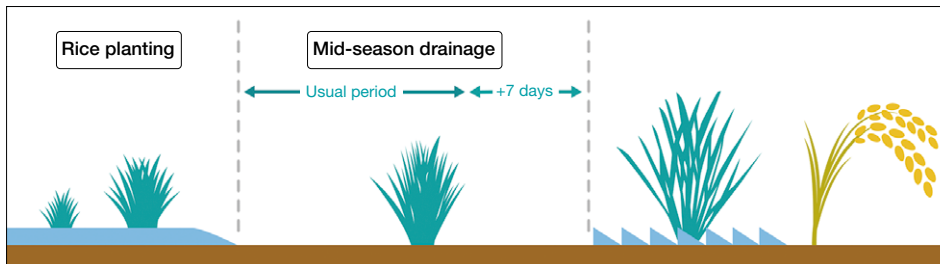 Rice planting
Mid-season drainage
Usual period
+7 days